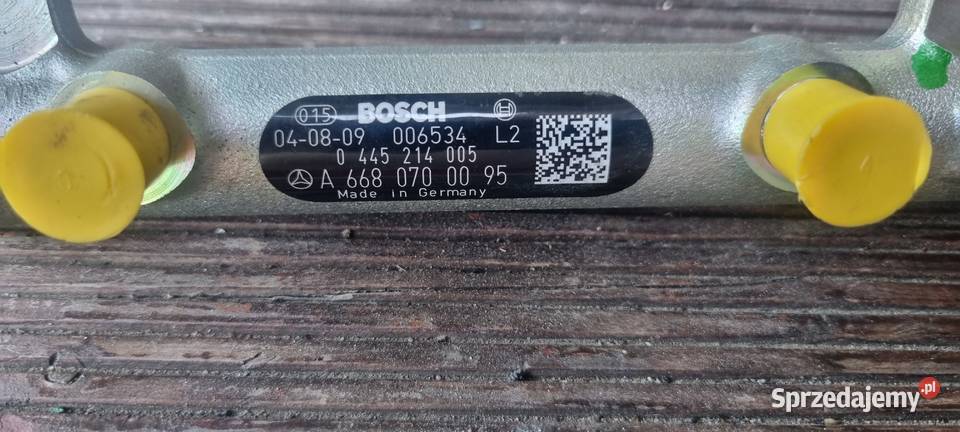 015 BOSCH
04-08-09 006534 L2
0 445 214 005
A 668 070 00 95
Made in Germany
Sprzedajemy.pl